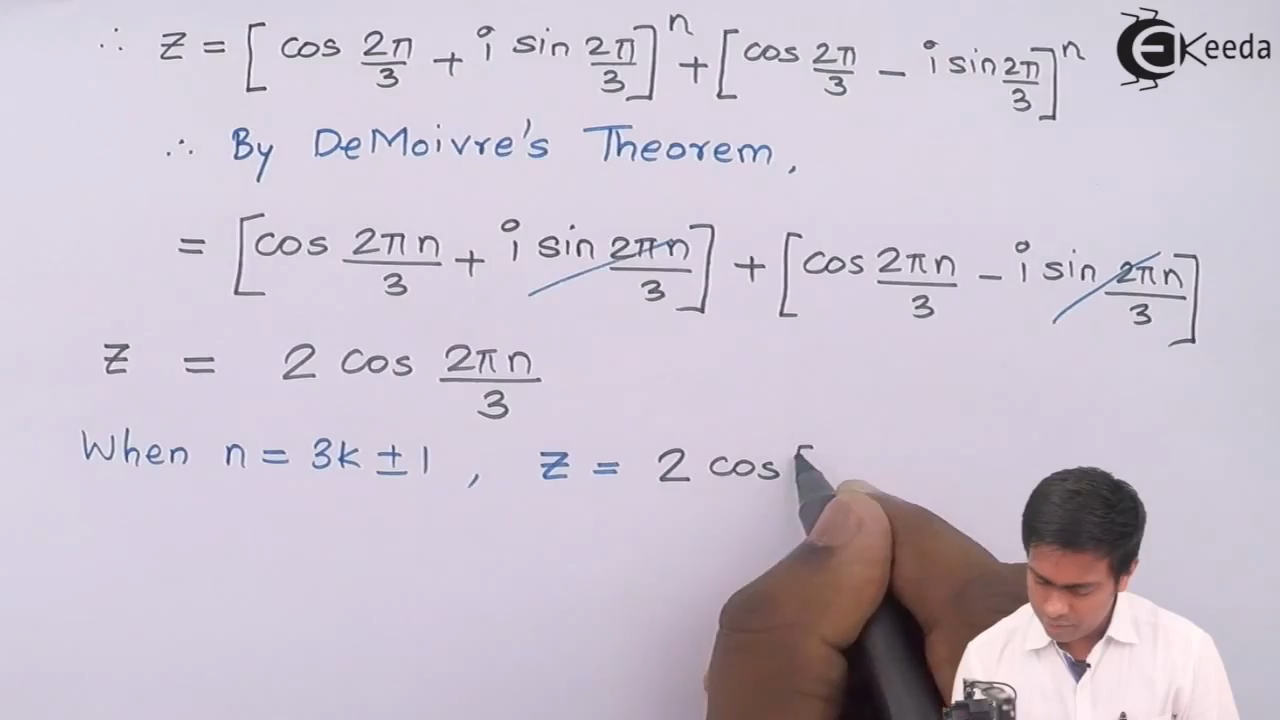 Keeda
∴ Z = [cos 2π/3 + i sin 2π/3]ⁿ + [cos 2π/3 - i sin 2π/3]ⁿ
∴ By DeMoivre's Theorem,
= [cos 2πn/3 + i sin 2πn/3] + [cos 2πn/3 - i sin 2πn/3]
Z = 2 cos 2πn/3
When n = 3k ± 1, Z = 2 cos [